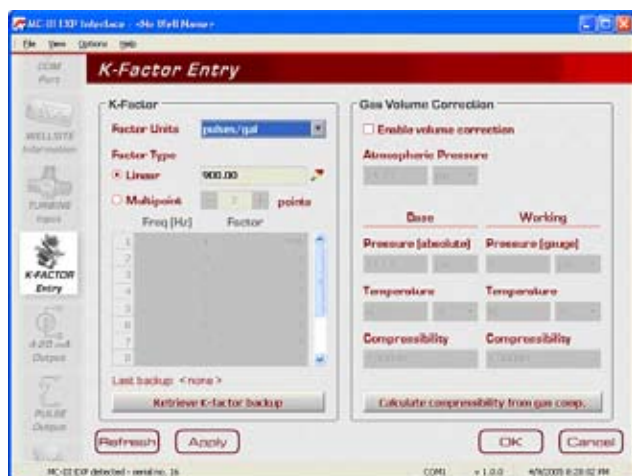 MC-II EXP Interface - <No Well Name>
File View Options Help
COM Port
K-Factor Entry
WELLSITE Information
TURBINE Input
K-FACTOR Entry
4-20 mA Output
PULSE Output
K-Factor
Factor Units pulses/gal
Factor Type
Linear 900.00
Multipoint 2 points
Freq [Hz] Factor
1
2
3
4
5
6
7
8
Last backup: < none >
Retrieve K-factor backup
Gas Volume Correction
Enable volume correction
Atmospheric Pressure
Base Working
Pressure (absolute) Pressure (gauge)
Temperature Temperature
Compressibility Compressibility
Calculate compressibility from gas comp.
Refresh Apply OK Cancel
MC-II EXP detected - serial no. 16 COM1 v 1.0.0